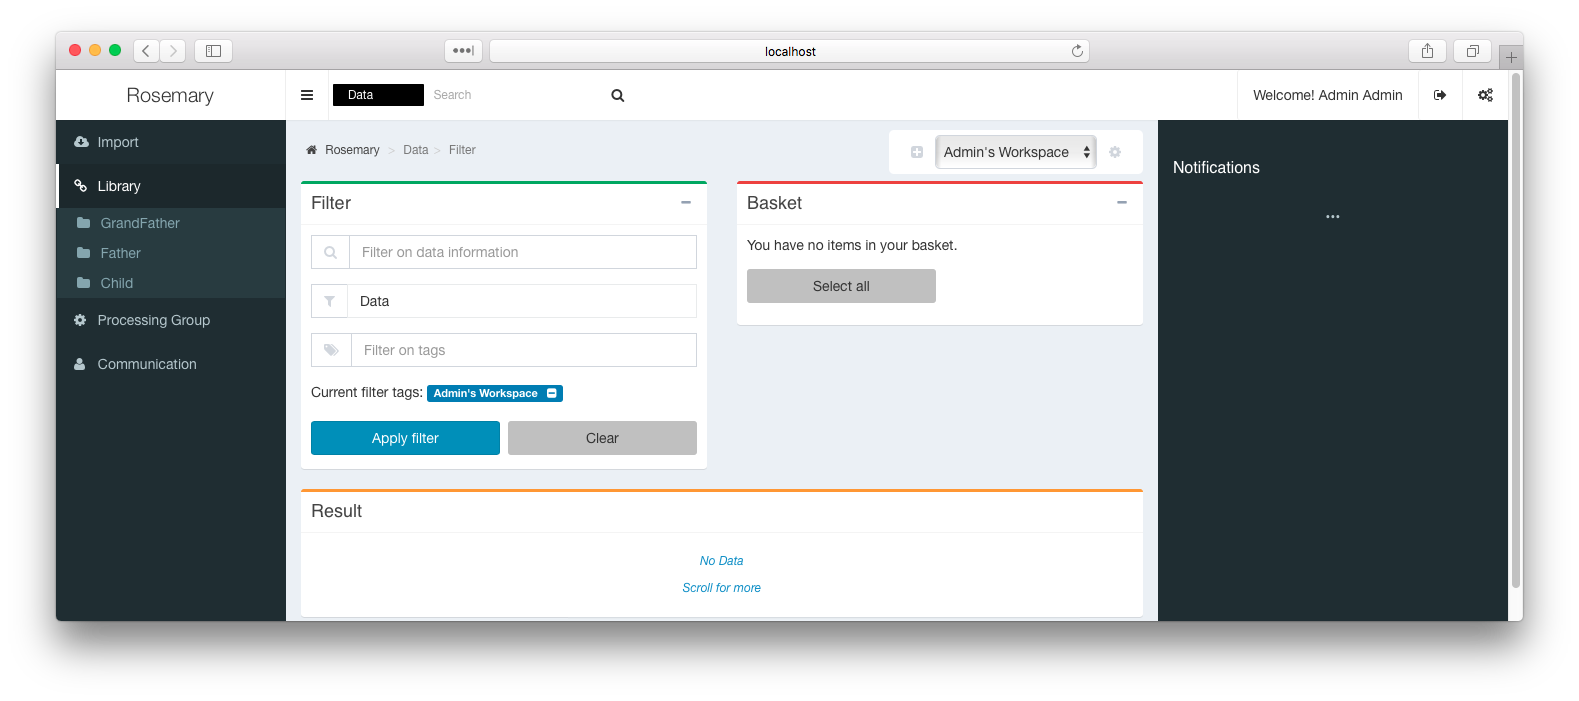 localhost
Rosemary
Data
Search
Welcome! Admin Admin
Import
Library
GrandFather
Father
Child
Processing Group
Communication
Rosemary > Data > Filter
Admin's Workspace
Filter
Filter on data information
Data
Filter on tags
Current filter tags: Admin's Workspace
Apply filter
Clear
Basket
You have no items in your basket.
Select all
Result
No Data
Scroll for more
Notifications
...